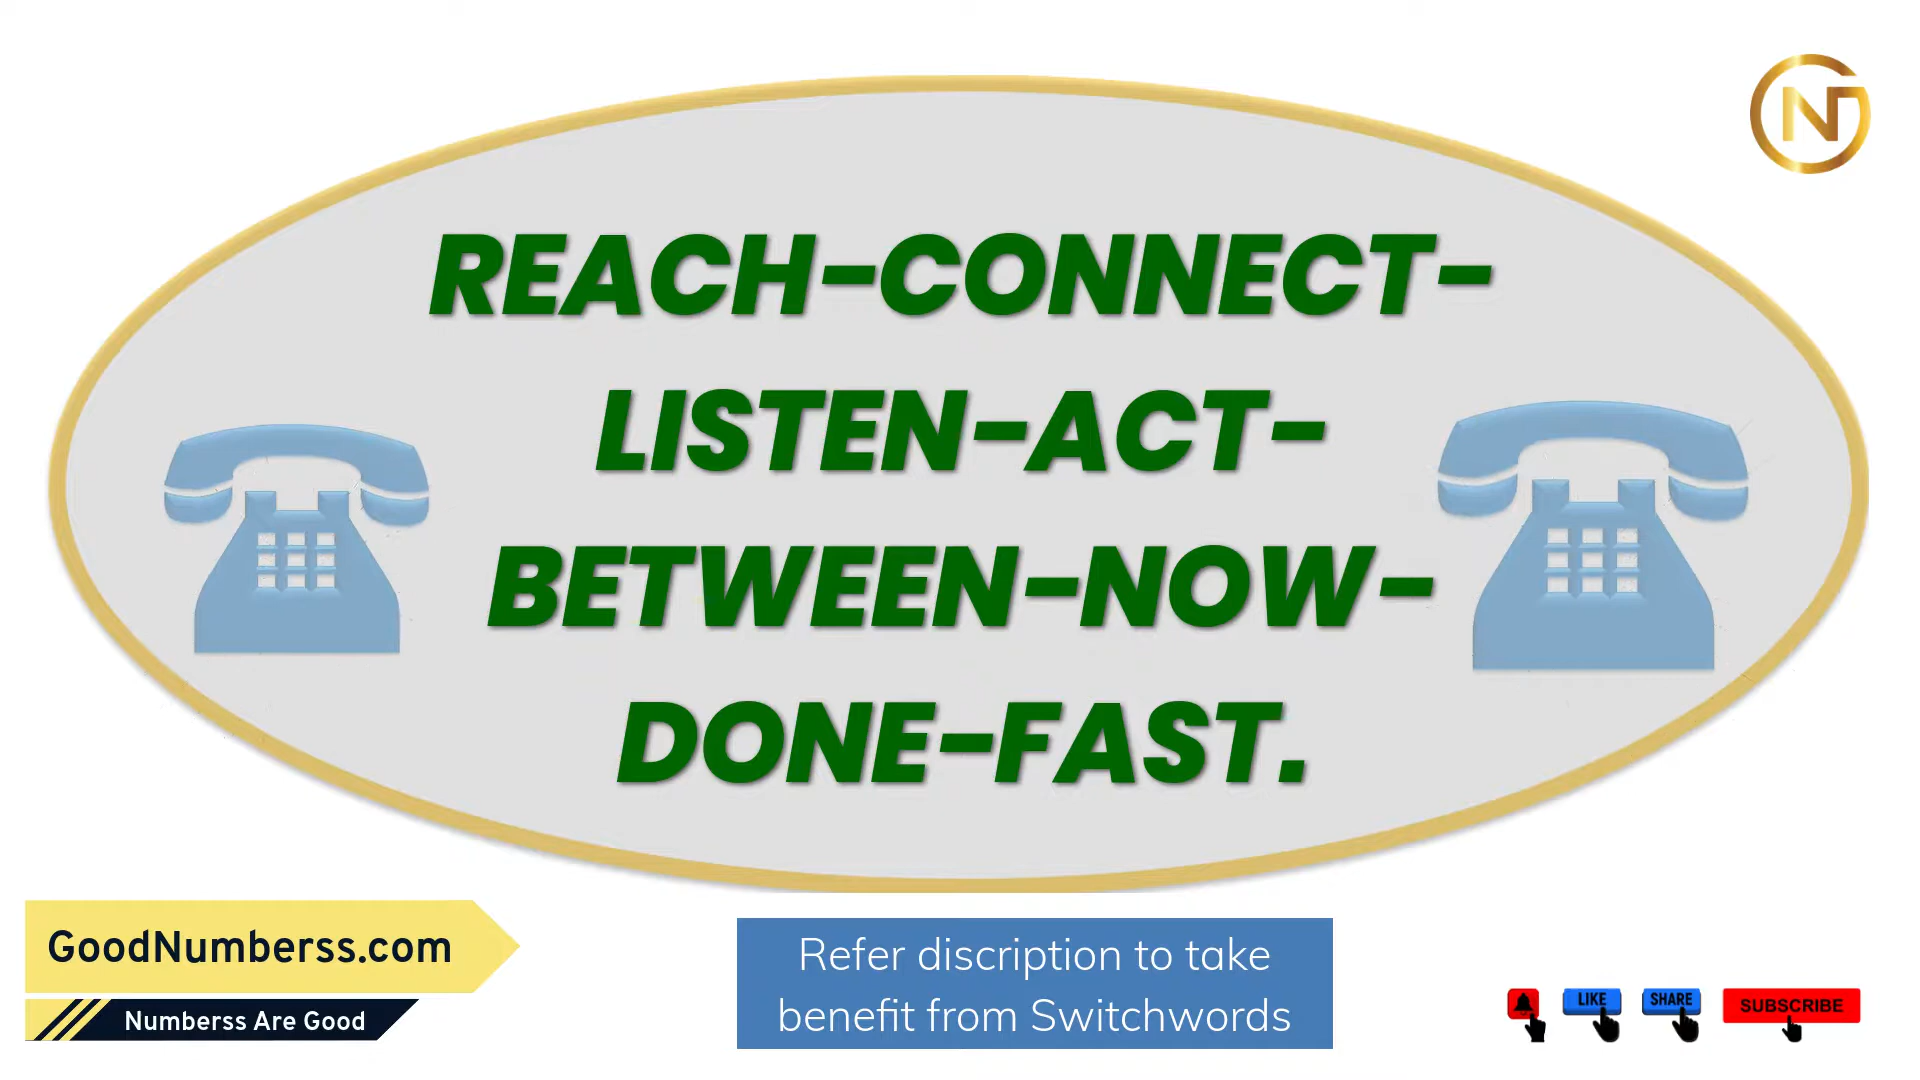 REACH-CONNECT-
LISTEN-ACT-
BETWEEN-NOW-
DONE-FAST.
GoodNumberss.com
Numberss Are Good
Refer discription to take
benefit from Switchwords
LIKE
SHARE
SUBSCRIBE